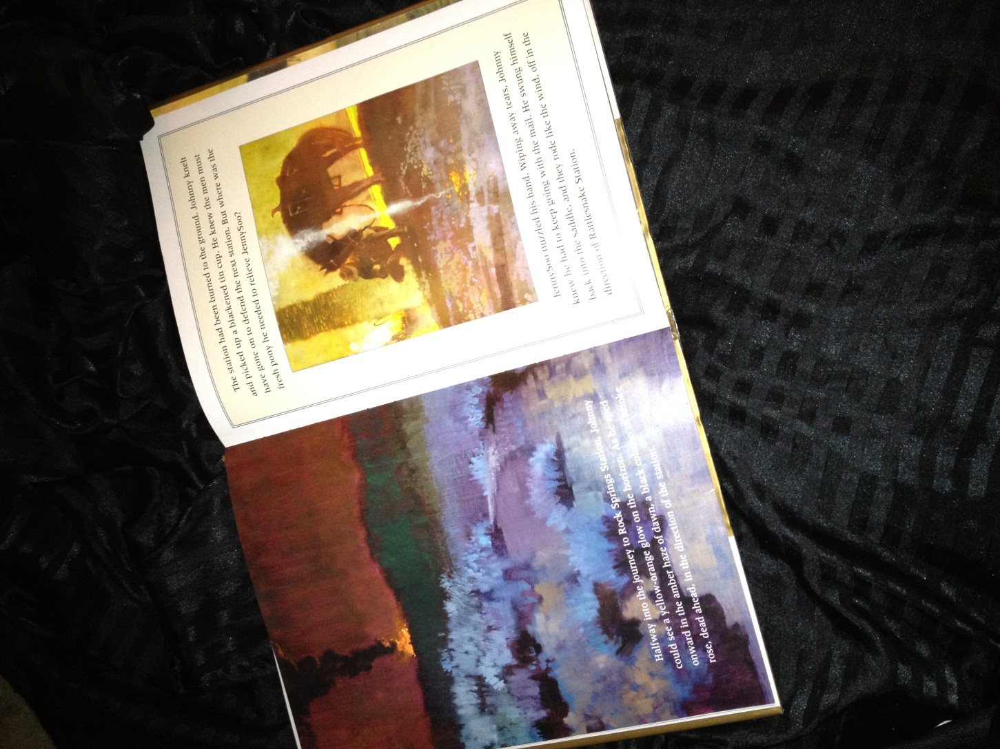 Halfway into the journey to Rock Springs Station, Johnny
could see a yellow-orange glow on the horizon. As he sped
onward in the amber haze of dawn, a black column of smoke
rose, dead ahead, in the direction of the station.
The station had been burned to the ground. Johnny knelt
and picked up a blackened tin cup. He knew the men must
have gone on to defend the next station. But where was the
fresh pony he needed to relieve JennySoo?
JennySoo nuzzled his hand. Wiping away tears, Johnny
knew he had to keep going with the mail. He swung himself
back into the saddle, and they rode like the wind, off in the
direction of Rattlesnake Station.